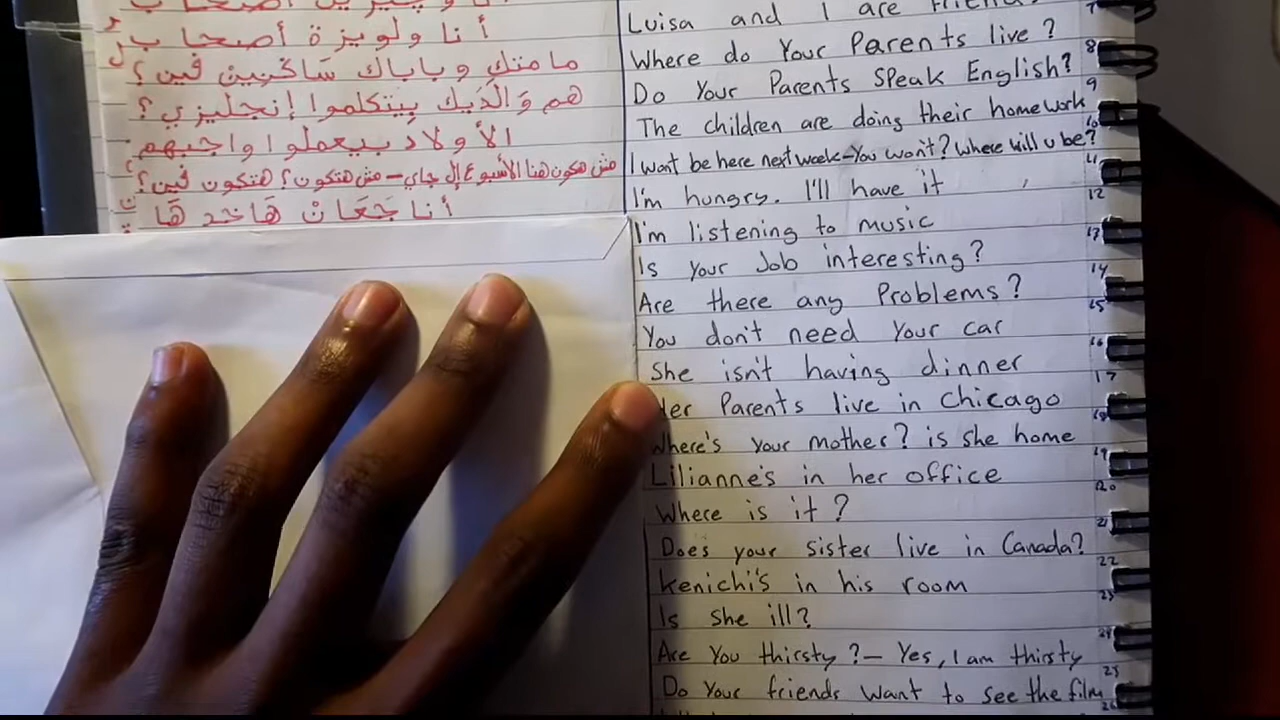 أنا ولويزة أصحاب
Luisa and I are friends
مامتك وباباك ساكنين فين؟
Where do Your Parents live?
هم وَالدَيك بيتكلموا إنجليزي؟
Do Your Parents Speak English?
الأولاد بيعملوا واجبهم
The children are doing their homework
مش هكون هنا الأسبوع إلي جاي – مش هتكون؟ هتكون فين؟
I wont be here next week – You won't? Where will u be?
أنا جَعَانْ هَاخد هَا
I'm hungry. I'll have it
I'm listening to music
Is Your Job interesting?
Are there any Problems?
You don't need Your car
She isn't having dinner
Her Parents live in Chicago
Where's your mother? is she home
Lilianne's in her office
Where is it?
Does your sister live in Canada?
Kenichi's in his room
Is she ill?
Are You thirsty? – Yes, I am thirsty
Do Your friends want to see the film